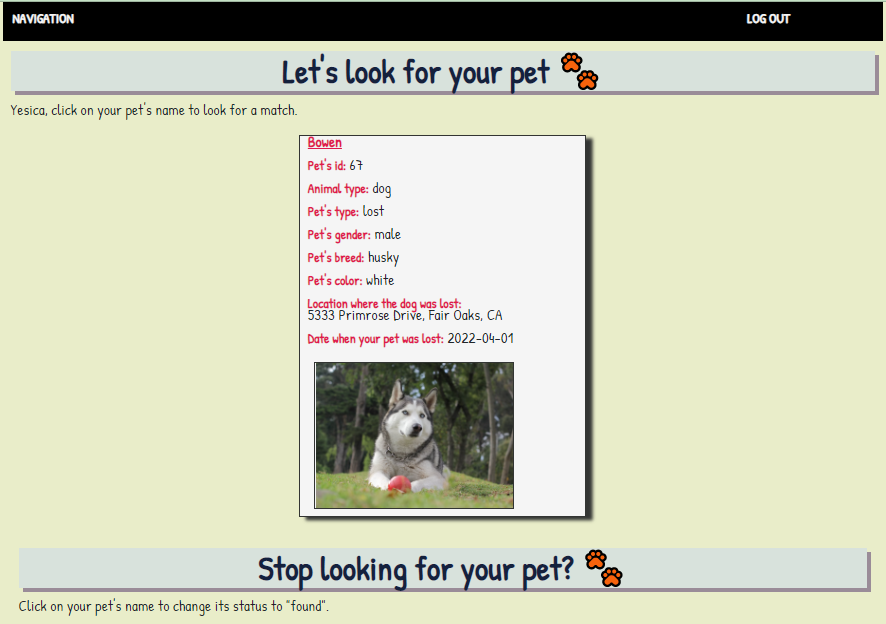 NAVIGATION LOG OUT
Let's look for your pet
Yesica, click on your pet's name to look for a match.
Bowen
Pet's id: 67
Animal type: dog
Pet's type: lost
Pet's gender: male
Pet's breed: husky
Pet's color: white
Location where the dog was lost:
5333 Primrose Drive, Fair Oaks, CA
Date when your pet was lost: 2022-04-01
Stop looking for your pet?
Click on your pet's name to change its status to "found".